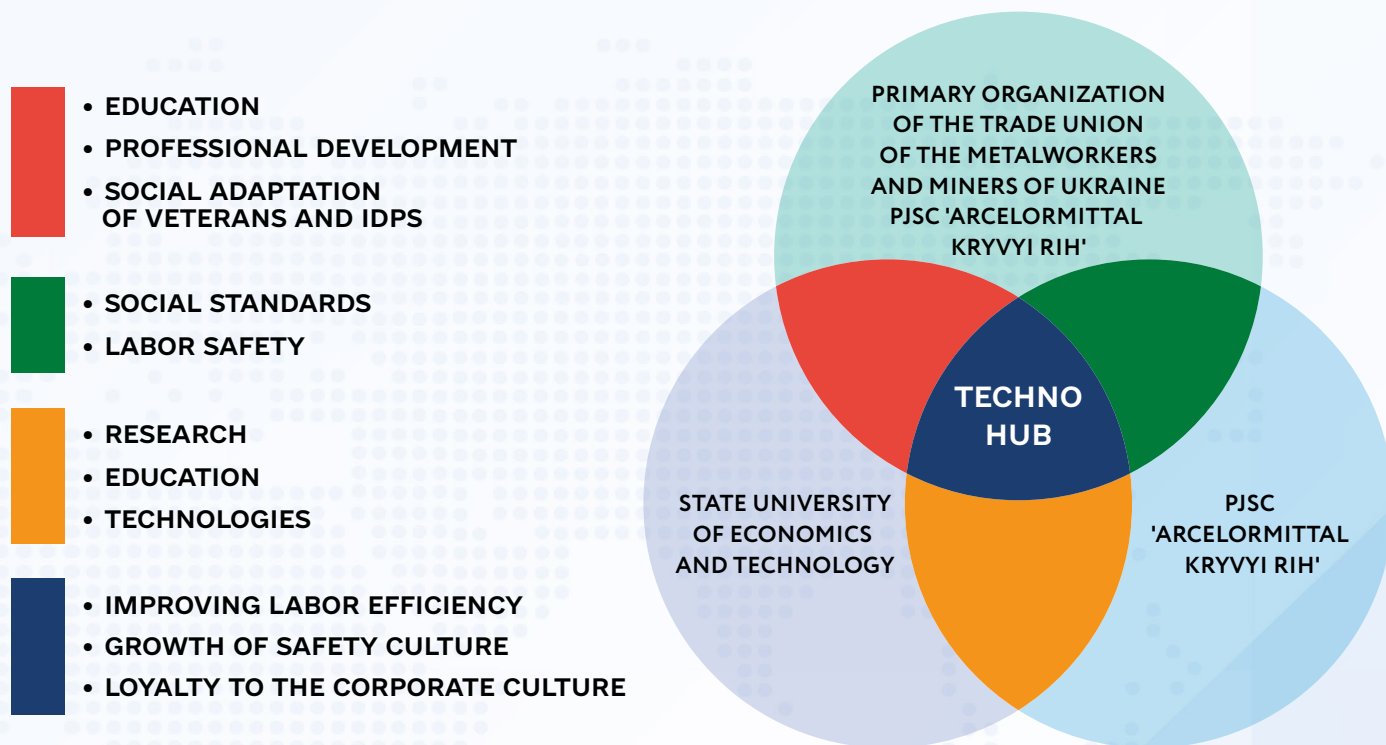 • EDUCATION
• PROFESSIONAL DEVELOPMENT
• SOCIAL ADAPTATION
OF VETERANS AND IDPS
• SOCIAL STANDARDS
• LABOR SAFETY
• RESEARCH
• EDUCATION
• TECHNOLOGIES
• IMPROVING LABOR EFFICIENCY
• GROWTH OF SAFETY CULTURE
• LOYALTY TO THE CORPORATE CULTURE
PRIMARY ORGANIZATION
OF THE TRADE UNION
OF THE METALWORKERS
AND MINERS OF UKRAINE
PJSC 'ARCELORMITTAL
KRYVYI RIH'
TECHNO
HUB
STATE UNIVERSITY
OF ECONOMICS
AND TECHNOLOGY
PJSC
'ARCELORMITTAL
KRYVYI RIH'